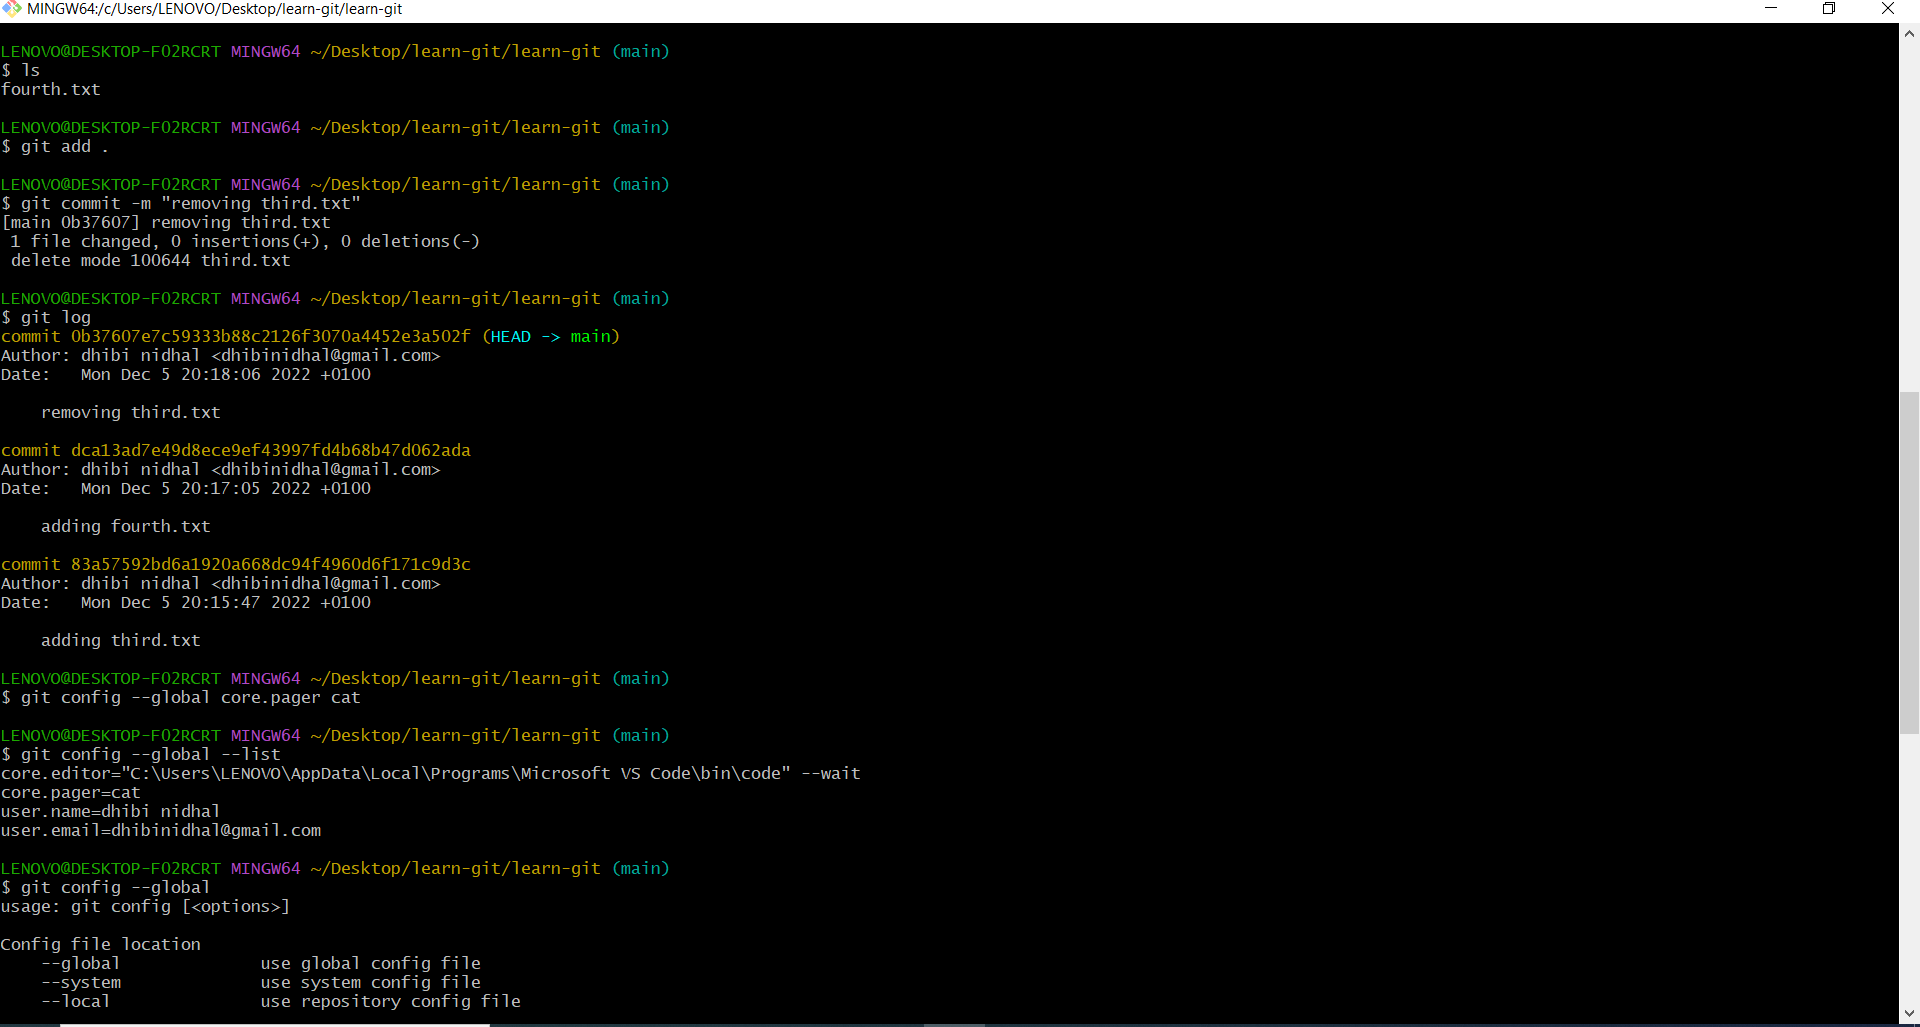 MINGW64:/c/Users/LENOVO/Desktop/learn-git/learn-git
LENOVO@DESKTOP-F02RCRT MINGW64 ~/Desktop/learn-git/learn-git (main)
$ ls
fourth.txt
LENOVO@DESKTOP-F02RCRT MINGW64 ~/Desktop/learn-git/learn-git (main)
$ git add .
LENOVO@DESKTOP-F02RCRT MINGW64 ~/Desktop/learn-git/learn-git (main)
$ git commit -m "removing third.txt"
[main 0b37607] removing third.txt
 1 file changed, 0 insertions(+), 0 deletions(-)
 delete mode 100644 third.txt
LENOVO@DESKTOP-F02RCRT MINGW64 ~/Desktop/learn-git/learn-git (main)
$ git log
commit 0b37607e7c59333b88c2126f3070a4452e3a502f (HEAD -> main)
Author: dhibi nidhal <dhibinidhal@gmail.com>
Date:   Mon Dec 5 20:18:06 2022 +0100
    removing third.txt
commit dca13ad7e49d8ece9ef43997fd4b68b47d062ada
Author: dhibi nidhal <dhibinidhal@gmail.com>
Date:   Mon Dec 5 20:17:05 2022 +0100
    adding fourth.txt
commit 83a57592bd6a1920a668dc94f4960d6f171c9d3c
Author: dhibi nidhal <dhibinidhal@gmail.com>
Date:   Mon Dec 5 20:15:47 2022 +0100
    adding third.txt
LENOVO@DESKTOP-F02RCRT MINGW64 ~/Desktop/learn-git/learn-git (main)
$ git config --global core.pager cat
LENOVO@DESKTOP-F02RCRT MINGW64 ~/Desktop/learn-git/learn-git (main)
$ git config --global --list
core.editor="C:\Users\LENOVO\AppData\Local\Programs\Microsoft VS Code\bin\code" --wait
core.pager=cat
user.name=dhibi nidhal
user.email=dhibinidhal@gmail.com
LENOVO@DESKTOP-F02RCRT MINGW64 ~/Desktop/learn-git/learn-git (main)
$ git config --global
usage: git config [<options>]
Config file location
    --global              use global config file
    --system              use system config file
    --local               use repository config file